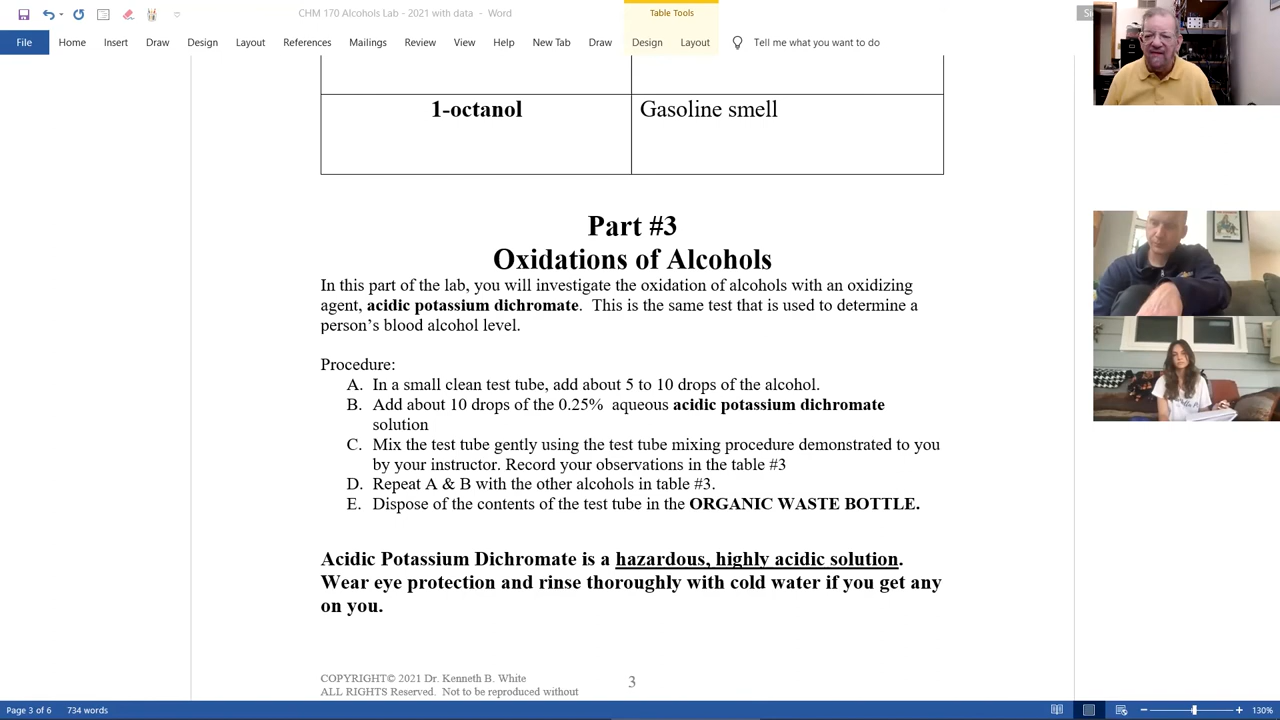 CHM 170 Alcohols Lab - 2021 with data - Word
Table Tools
File Home Insert Draw Design Layout References Mailings Review View Help New Tab Draw Design Layout Tell me what you want to do
1-octanol Gasoline smell
Part #3
Oxidations of Alcohols
In this part of the lab, you will investigate the oxidation of alcohols with an oxidizing
agent, acidic potassium dichromate. This is the same test that is used to determine a
person’s blood alcohol level.
Procedure:
A. In a small clean test tube, add about 5 to 10 drops of the alcohol.
B. Add about 10 drops of the 0.25% aqueous acidic potassium dichromate
solution
C. Mix the test tube gently using the test tube mixing procedure demonstrated to you
by your instructor. Record your observations in the table #3
D. Repeat A & B with the other alcohols in table #3.
E. Dispose of the contents of the test tube in the ORGANIC WASTE BOTTLE.
Acidic Potassium Dichromate is a hazardous, highly acidic solution.
Wear eye protection and rinse thoroughly with cold water if you get any
on you.
COPYRIGHT© 2021 Dr. Kenneth B. White
ALL RIGHTS Reserved. Not to be reproduced without
3
Page 3 of 6 734 words 130%